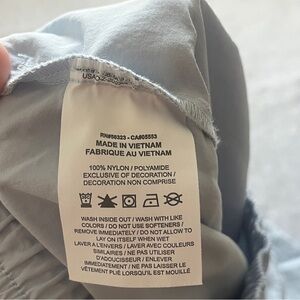 RN#56323 - CA#05553
MADE IN VIETNAM
FABRIQUE AU VIETNAM
100% NYLON / POLYAMIDE
EXCLUSIVE OF DECORATION /
DECORATION NON COMPRISE
WASH INSIDE OUT / WASH WITH LIKE
COLORS / DO NOT USE SOFTENERS /
REMOVE IMMEDIATELY / DO NOT ALLOW TO
LAY ON ITSELF WHEN WET
LAVER A L'ENVERS / LAVER AVEC COULEURS
SIMILAIRES / NE PAS UTILISER
D'ADOUCISSEUR / ENLEVER
IMMEDIATEMENT / NE PAS LAISSER LE
VÊTEMENT PLIÉ LORSQU'IL EST MOUILLÉ